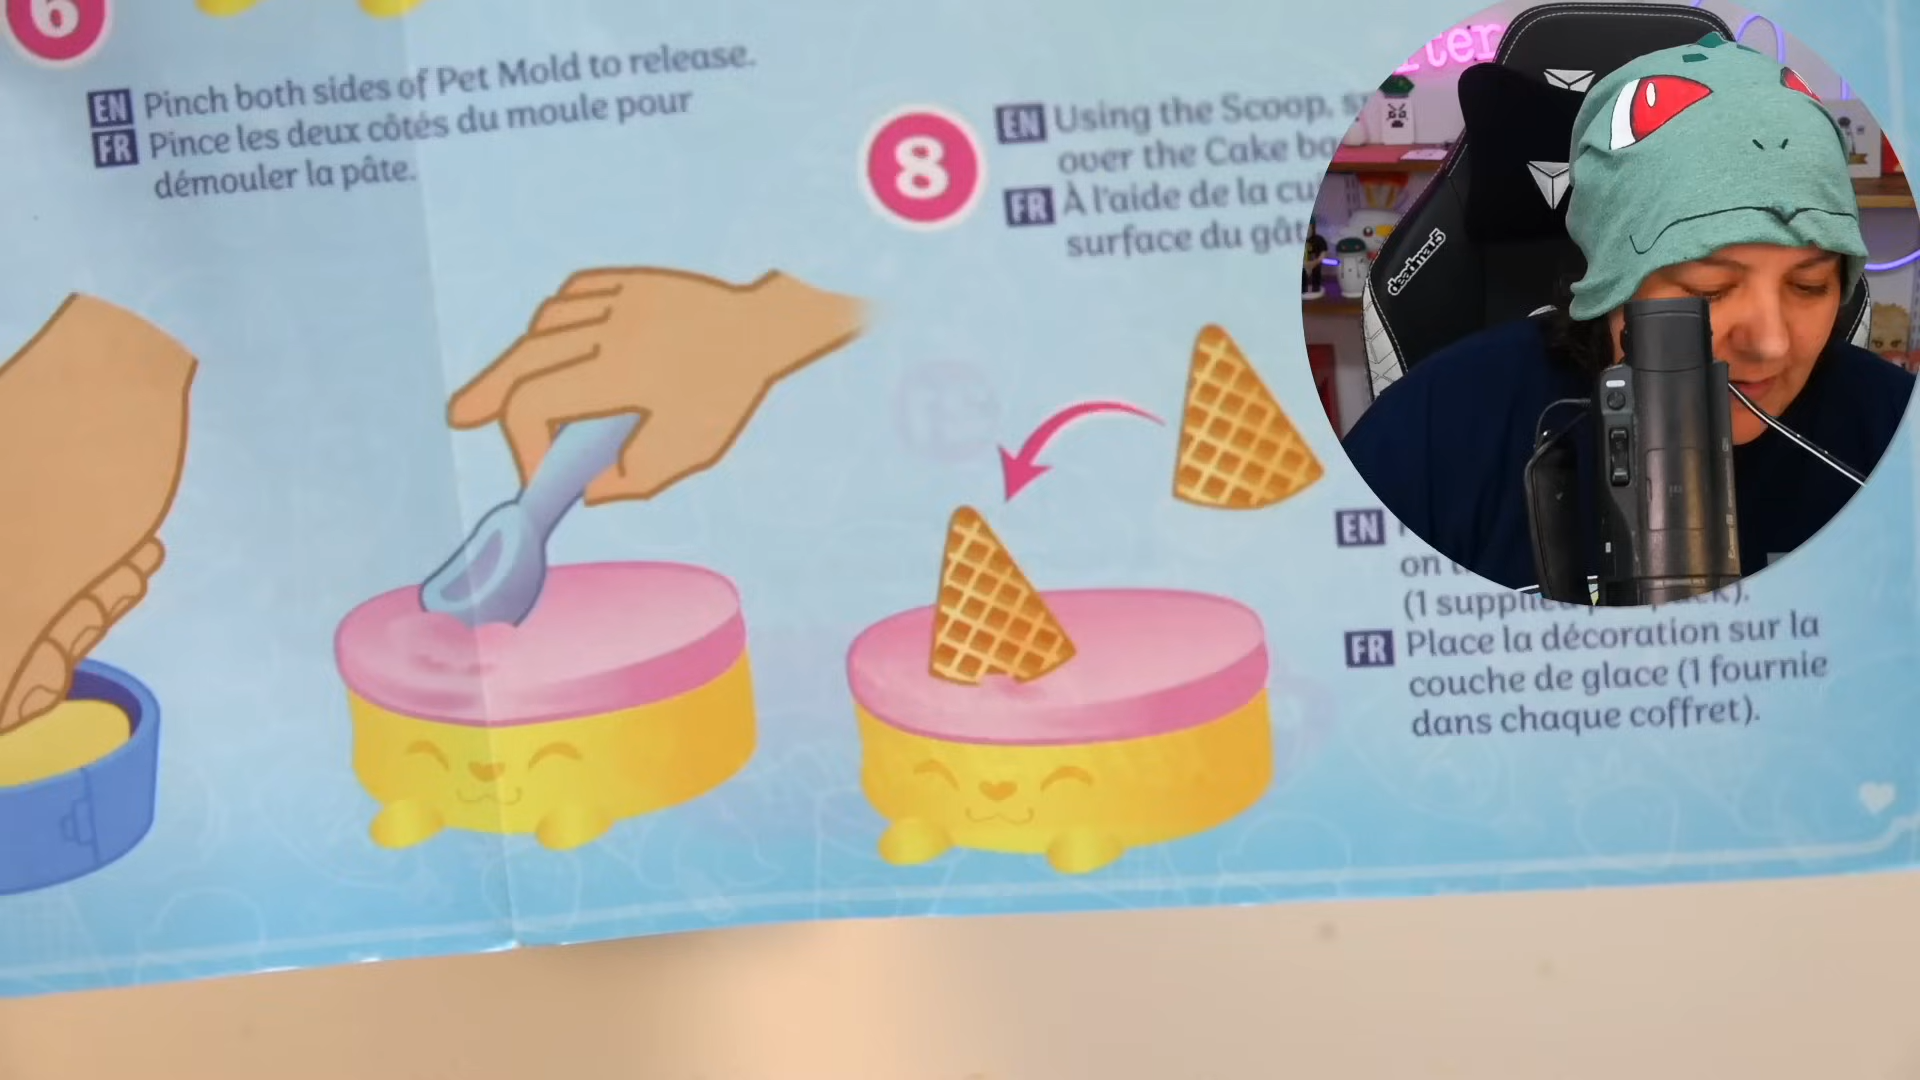 6
EN Pinch both sides of Pet Mold to release.
FR Pince les deux côtés du moule pour
démouler la pâte.
8
EN Using the Scoop,
over the Cake
FR À l'aide de la
surface du
EN
on
(1
FR Place la décoration sur la
couche de glace (1 fournie
dans chaque coffret).
deadmau5